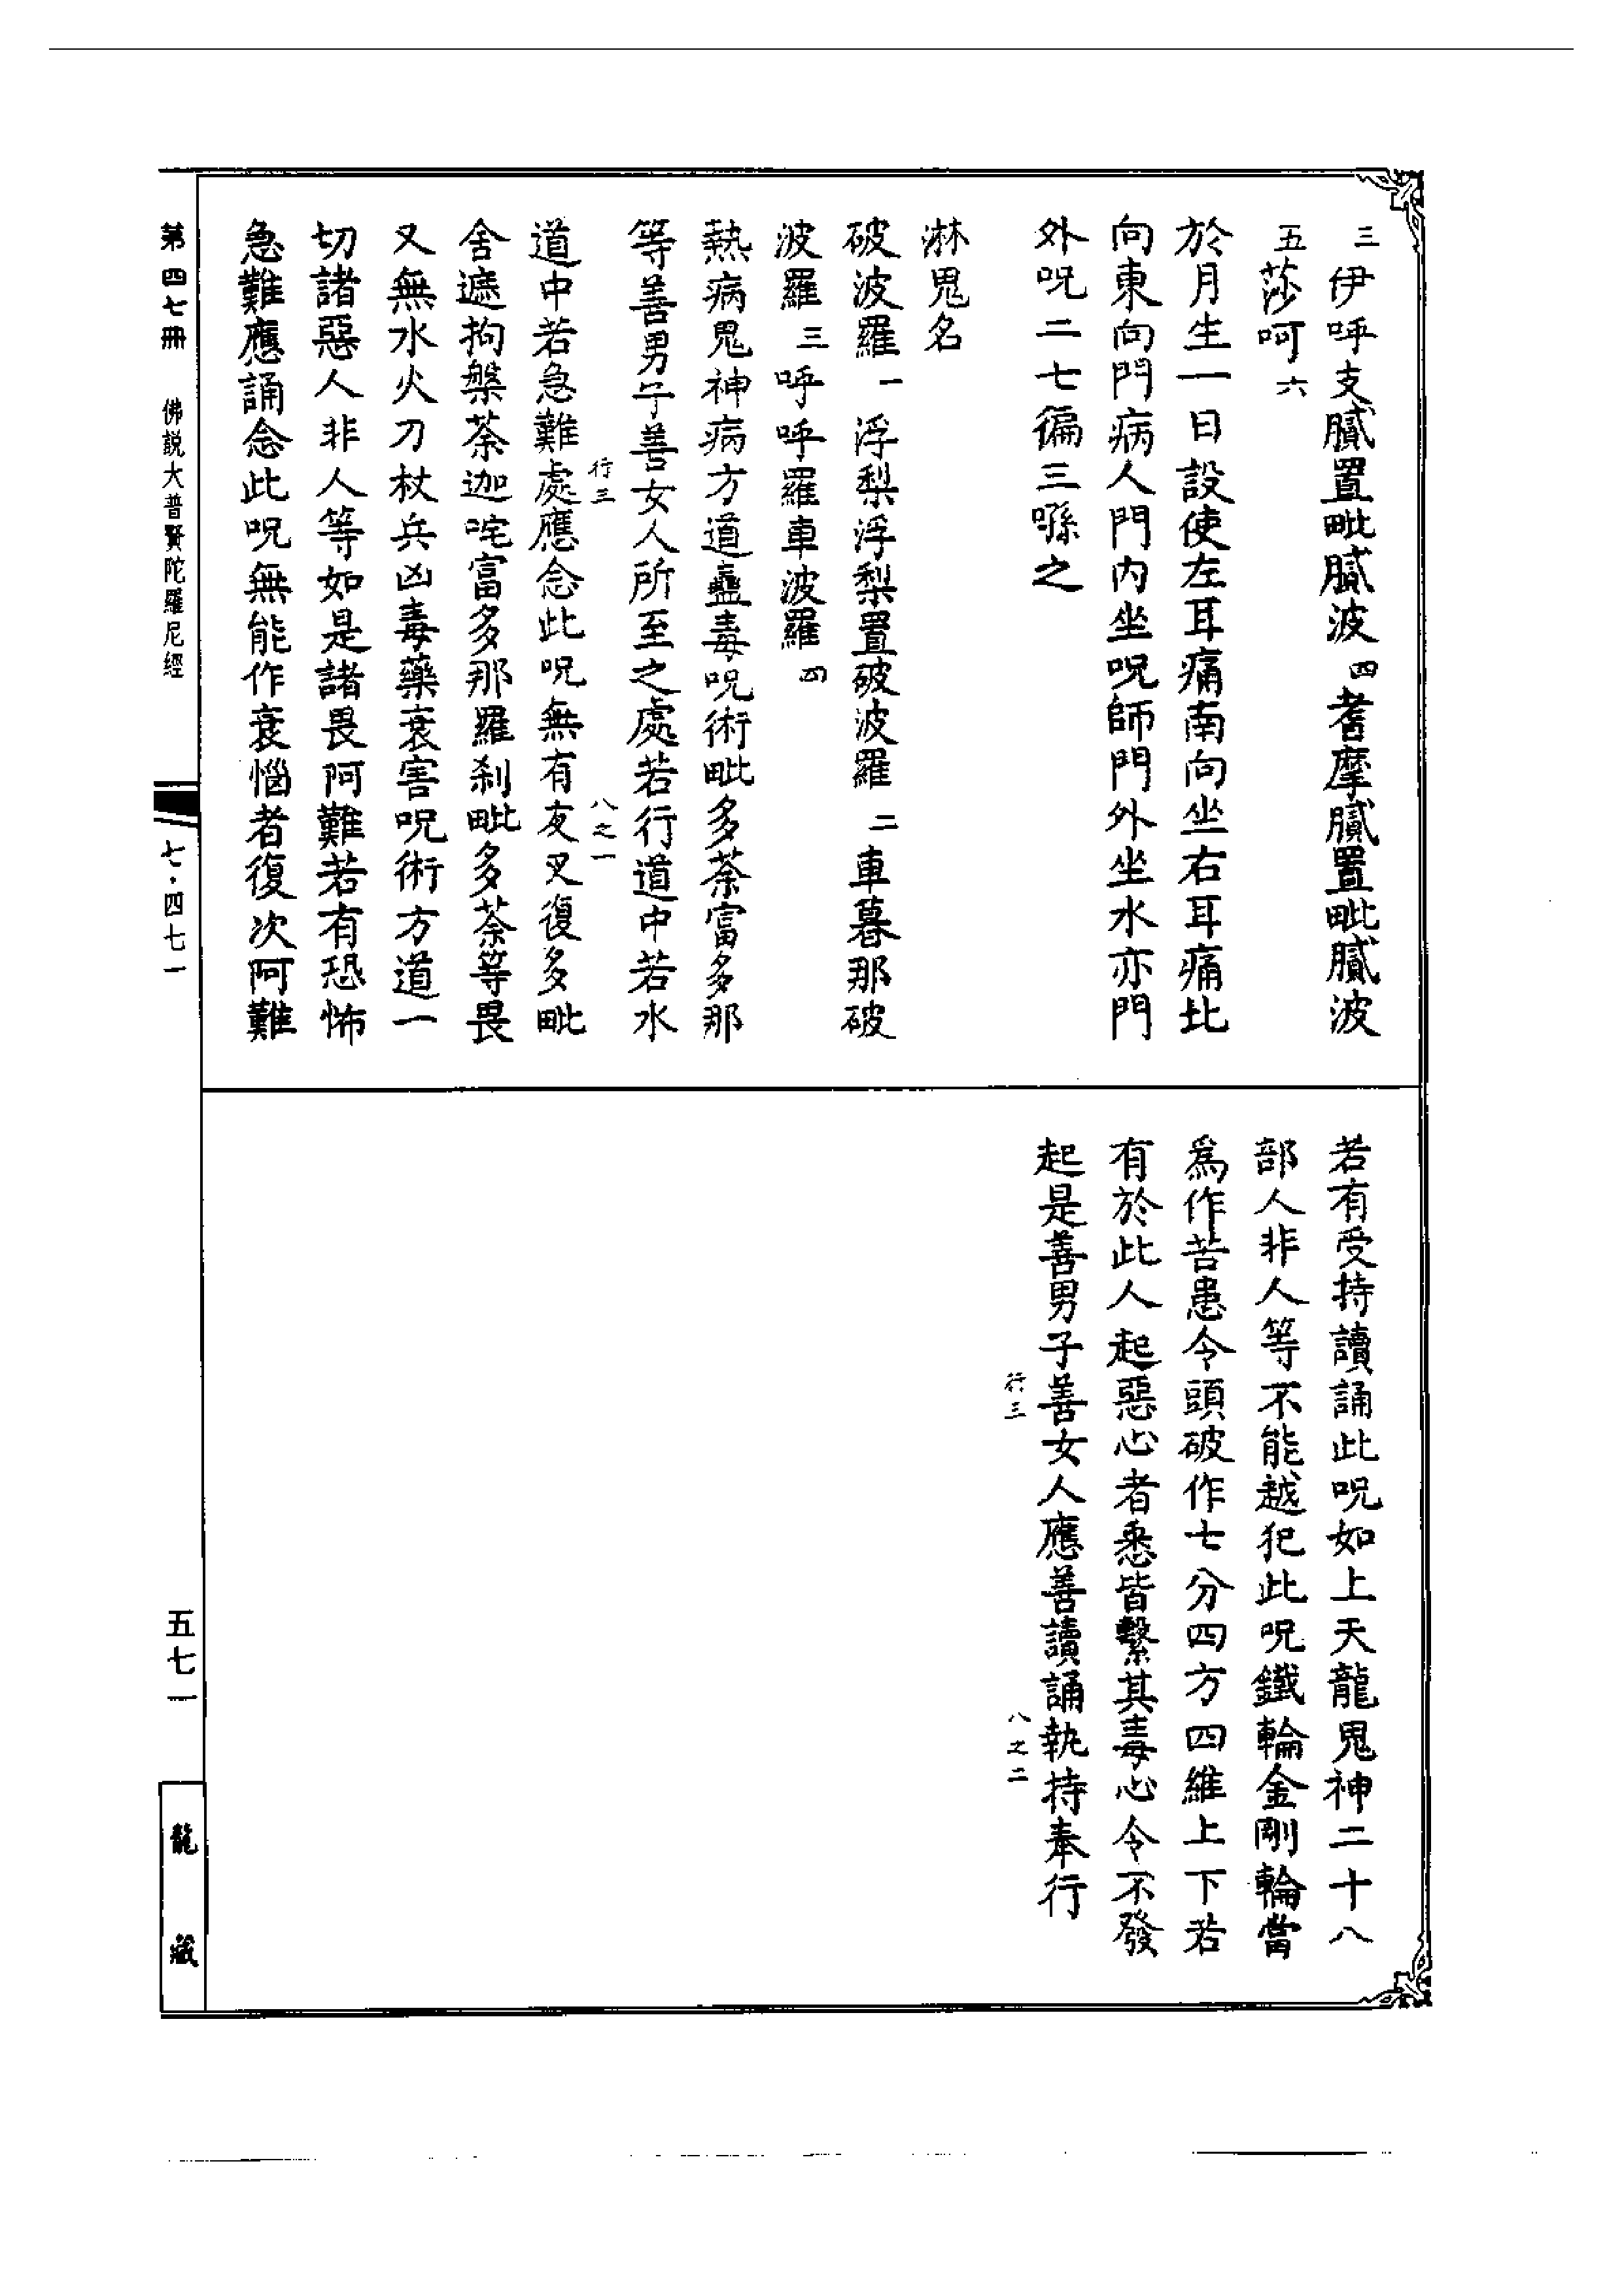 三伊呼支膩置毗膩波四耆摩膩置毗膩波
五莎呵六
於月生一日設使左耳痛南向坐右耳痛比
向東向門病人門內坐呪師門外坐水亦門
外呪二七徧三㗀之
淋鬼名
破波羅一浮梨浮梨置破波羅二車暮那破
波羅三呼呼羅車波羅四
熱病鬼神病方道蠱毒呪術毗多荼富多那
等善男子善女人所至之處若行道中若水
行三
八之一
道中若急難處應念此呪無有夜叉復多毗
舍遮拘槃荼迦吒富多那羅剎毗多荼等畏
又無水火刀杖兵凶毒藥衰害呪術方道一
切諸惡人非人等如是諸畏阿難若有恐怖
急難應誦念此呪無能作衰惱者復次阿難
若有受持讀誦此呪如上天龍鬼神二十八
部人非人等不能越犯此呪鐵輪金剛輪當
爲作苦患令頭破作七分四方四維上下若
有於此人起惡心者悉皆繫其毒心令不發
起是善男子善女人應善讀誦執持奉行
行三
八之二
第四七冊
佛說大普賢陀羅尼經
七·四七一
五七一
龍藏